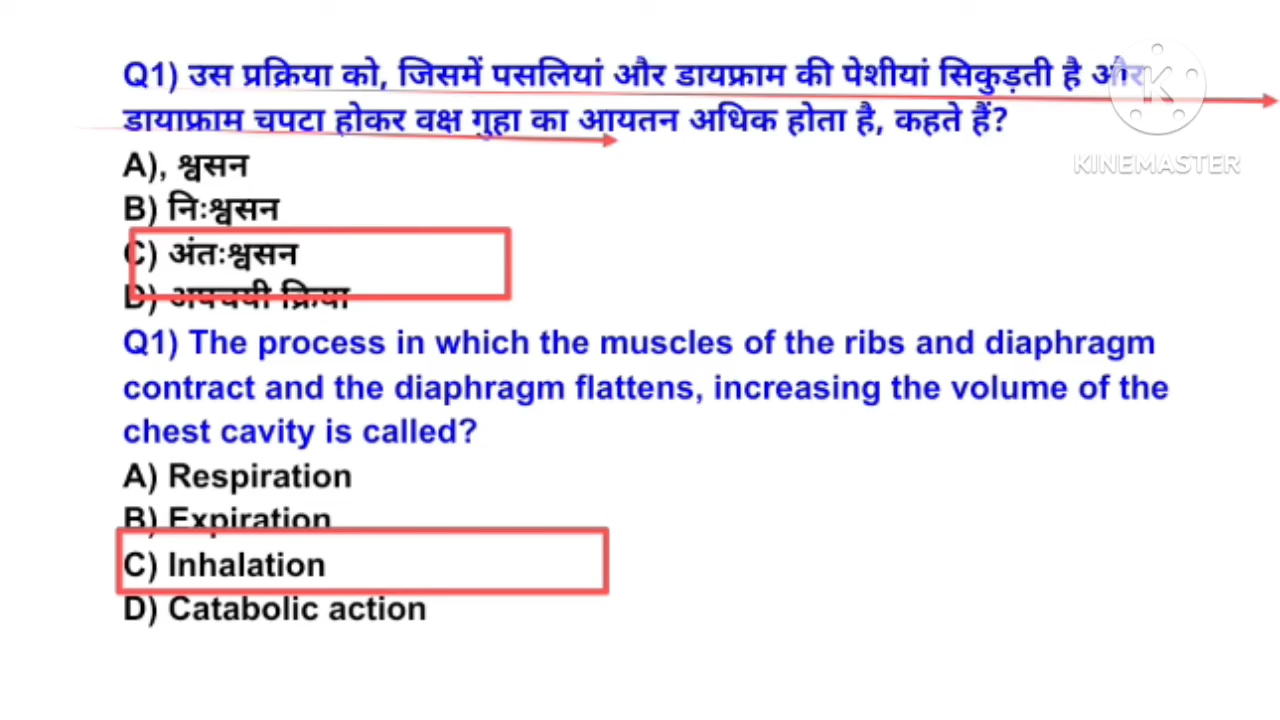 Q1) उस प्रक्रिया को, जिसमें पसलियां और डायफ्राम की पेशीयां सिकुड़ती है और
डायाफ्राम चपटा होकर वक्ष गुहा का आयतन अधिक होता है, कहते हैं?
A), श्वसन
B) निःश्वसन
C) अंतःश्वसन
D) अपचयी क्रिया
Q1) The process in which the muscles of the ribs and diaphragm
contract and the diaphragm flattens, increasing the volume of the
chest cavity is called?
A) Respiration
B) Expiration
C) Inhalation
D) Catabolic action
K
KINEMASTER